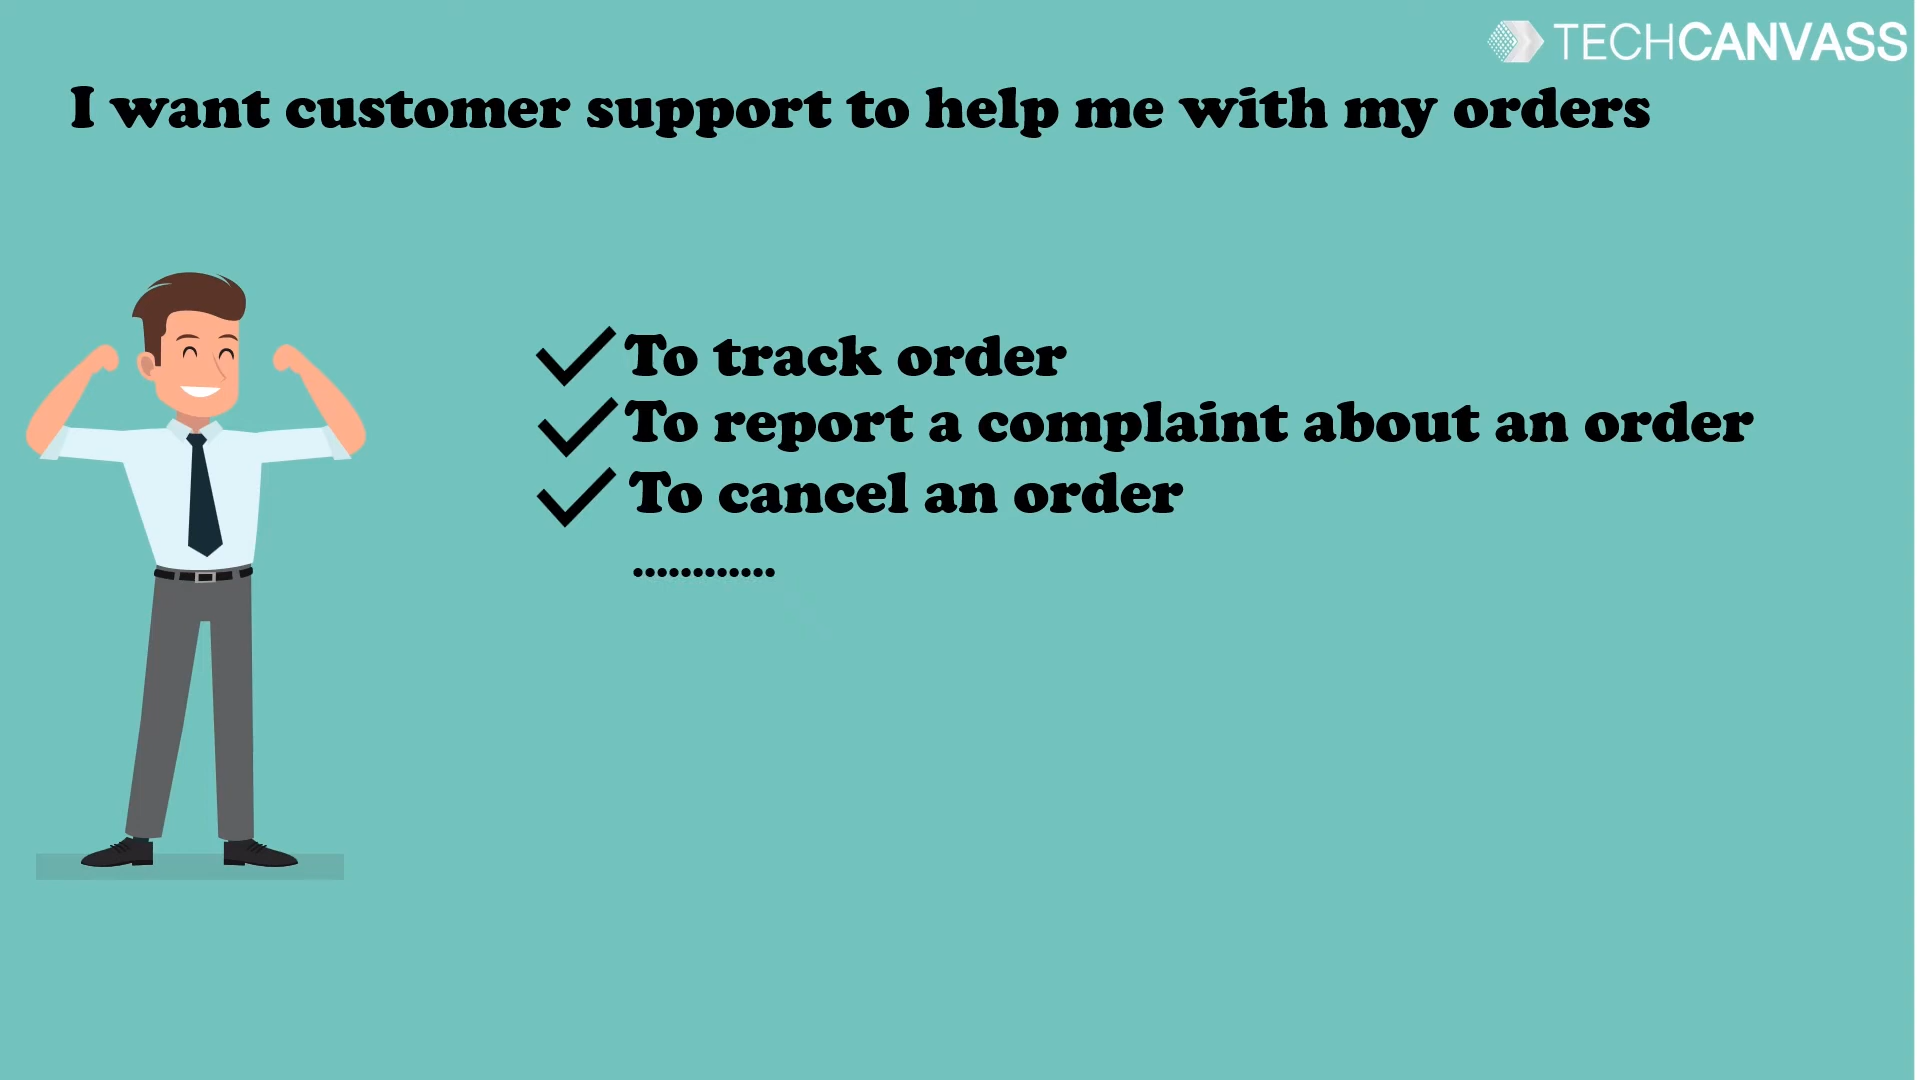 TECHCANVASS
I want customer support to help me with my orders
To track order
To report a complaint about an order
To cancel an order
............